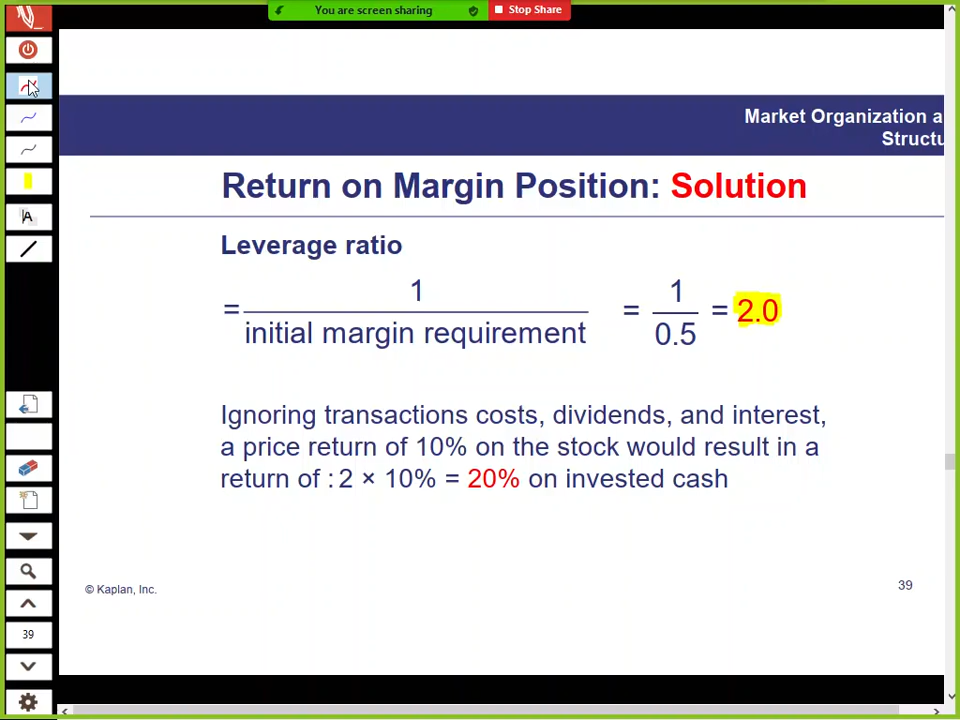 You are screen sharing
Stop Share
Market Organization a
Structu
Return on Margin Position: Solution
Leverage ratio
= 1 / initial margin requirement = 1 / 0.5 = 2.0
Ignoring transactions costs, dividends, and interest,
a price return of 10% on the stock would result in a
return of : 2 × 10% = 20% on invested cash
© Kaplan, Inc.
39
A
39